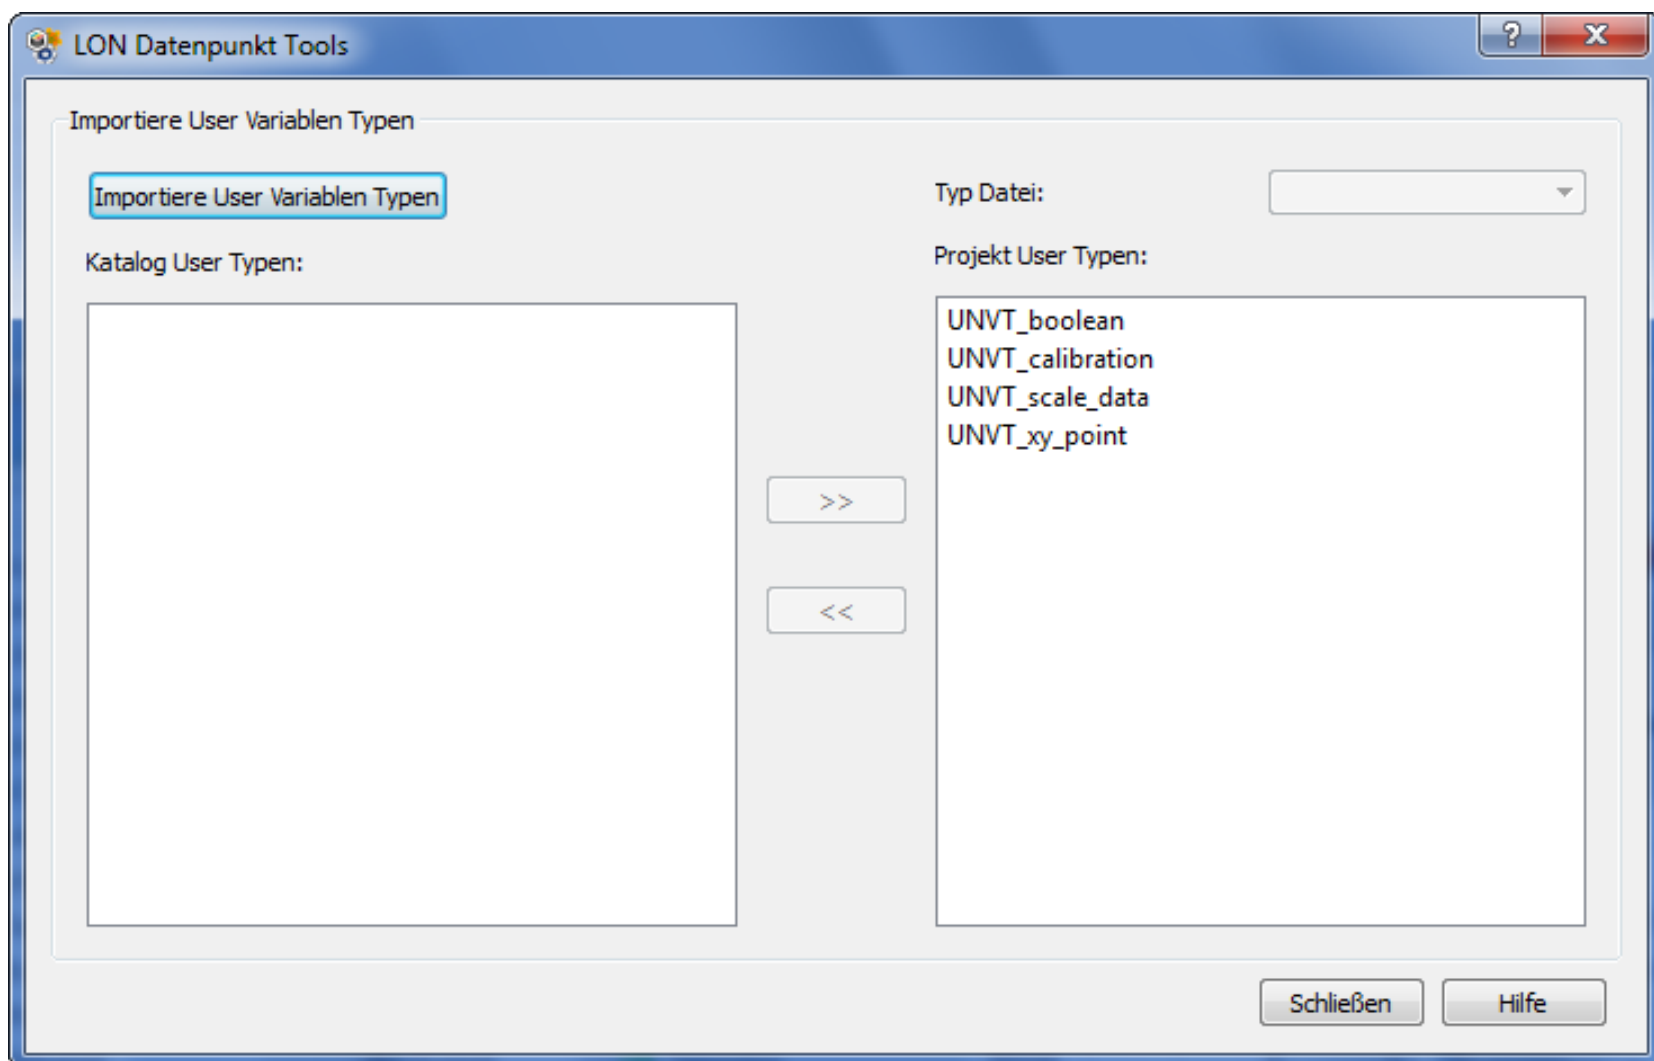 LON Datenpunkt Tools
Importiere User Variablen Typen
Importiere User Variablen Typen
Typ Datei:
Katalog User Typen:
Projekt User Typen:
UNVT_boolean
UNVT_calibration
UNVT_scale_data
UNVT_xy_point
>>
<<
Schließen Hilfe